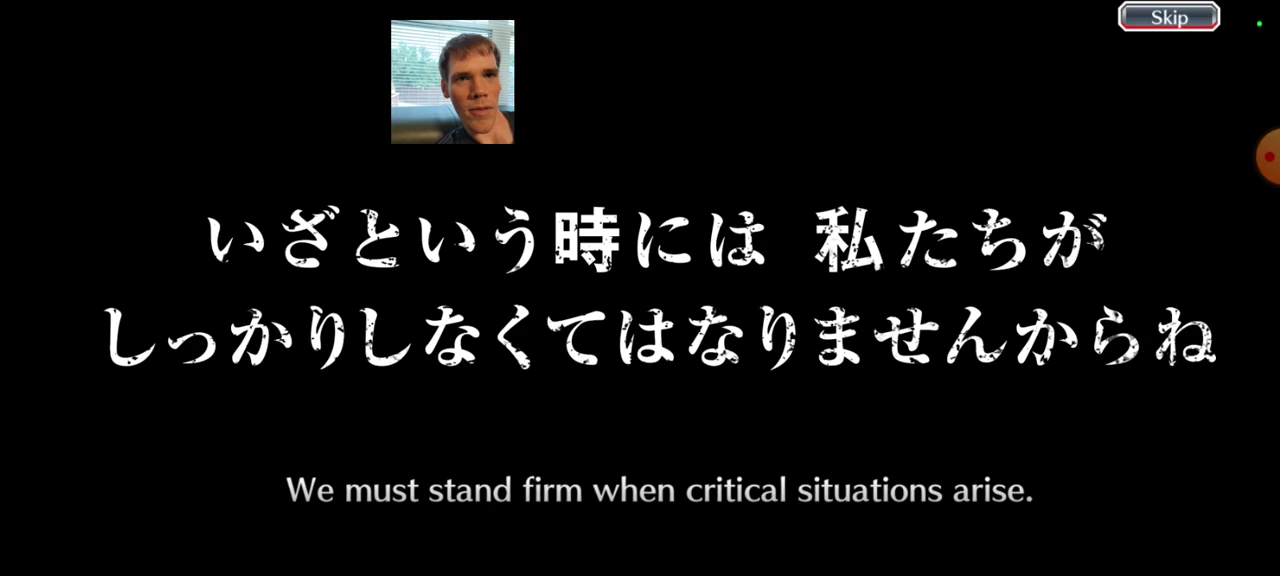 Skip
いざという時には 私たちが
しっかりしなくてはなりませんからね
We must stand firm when critical situations arise.